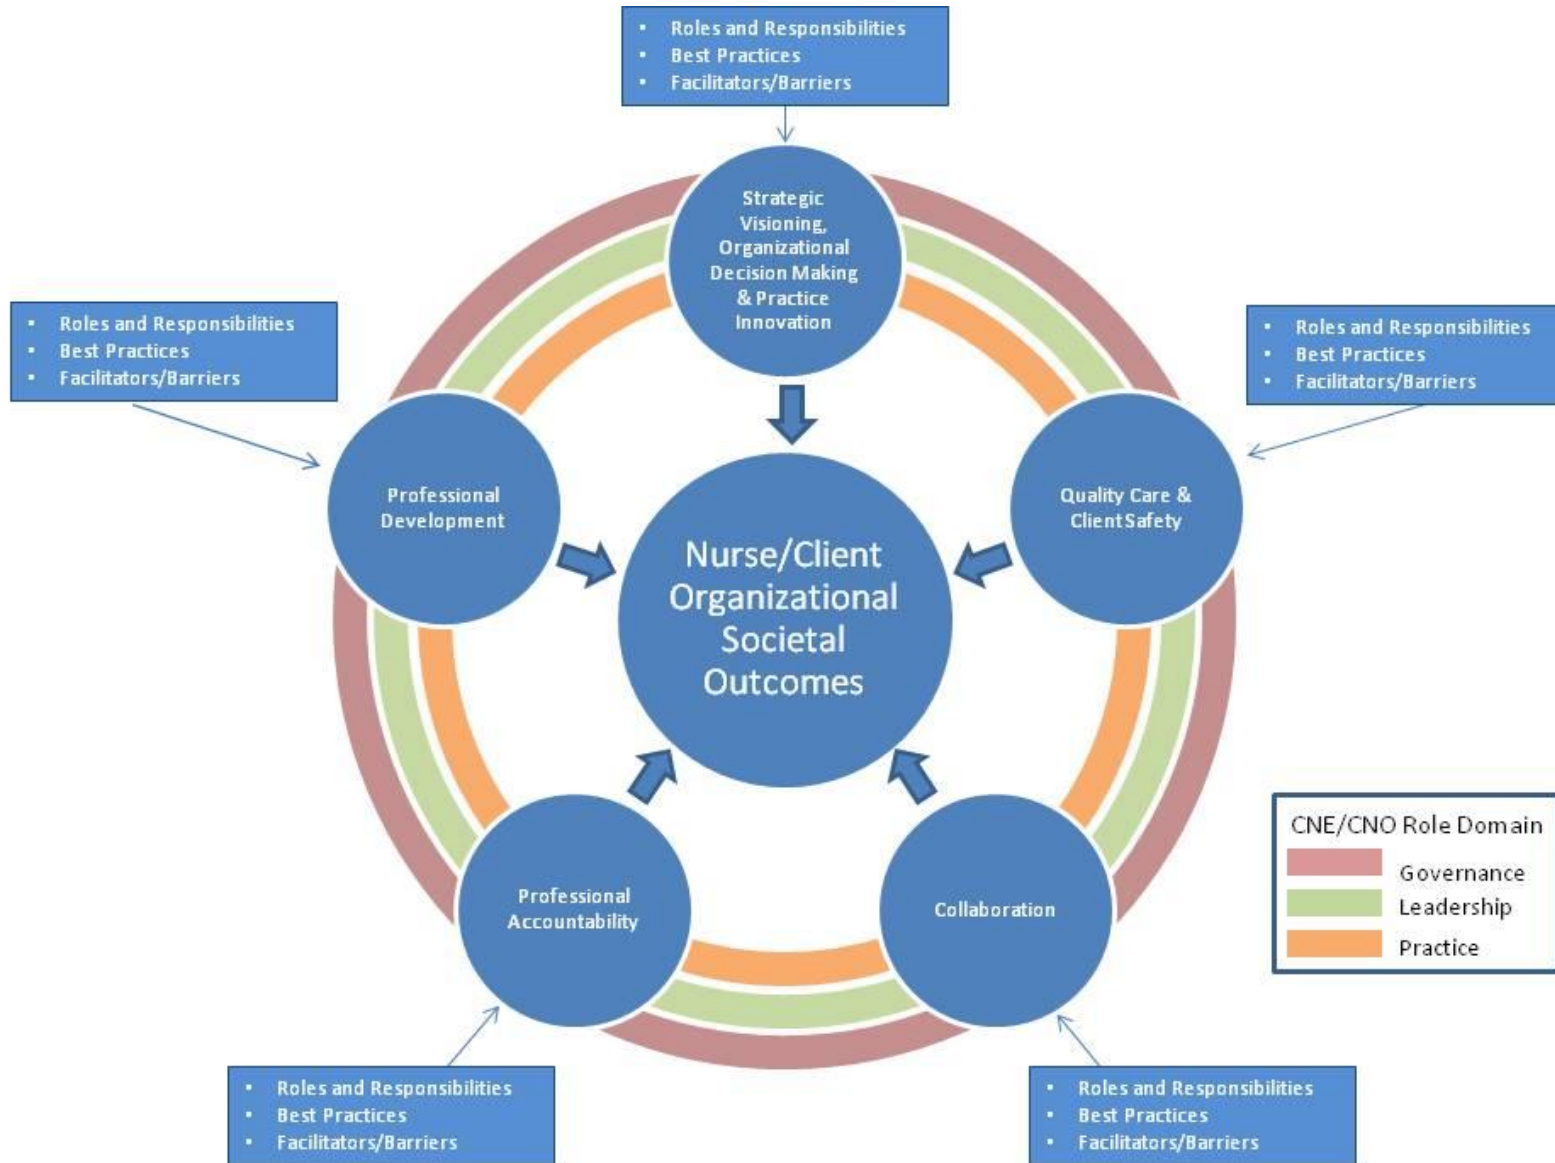 • Roles and Responsibilities
• Best Practices
• Facilitators/Barriers
Strategic
Visioning,
Organizational
Decision Making
& Practice
Innovation
• Roles and Responsibilities
• Best Practices
• Facilitators/Barriers
• Roles and Responsibilities
• Best Practices
• Facilitators/Barriers
Professional
Development
Quality Care &
Client Safety
Nurse/Client
Organizational
Societal
Outcomes
Professional
Accountability
Collaboration
CNE/CNO Role Domain
Governance
Leadership
Practice
• Roles and Responsibilities
• Best Practices
• Facilitators/Barriers
• Roles and Responsibilities
• Best Practices
• Facilitators/Barriers